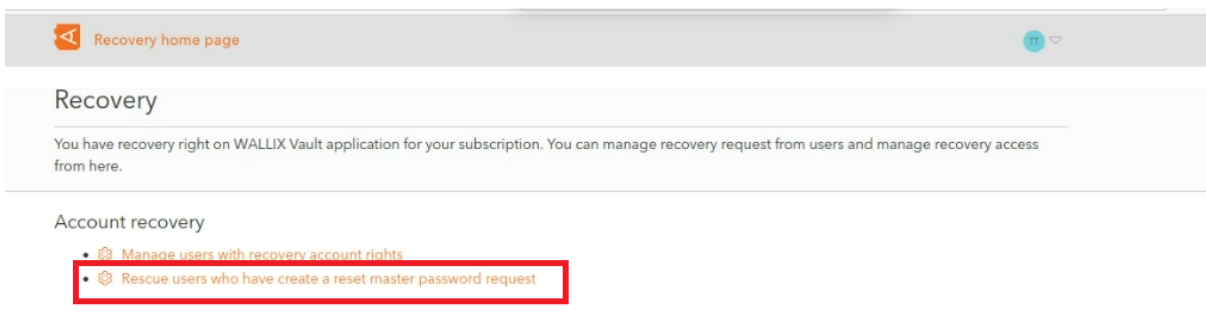 Recovery home page
TT
Recovery
You have recovery right on WALLIX Vault application for your subscription. You can manage recovery request from users and manage recovery access
from here.
Account recovery
Manage users with recovery account rights
Rescue users who have create a reset master password request